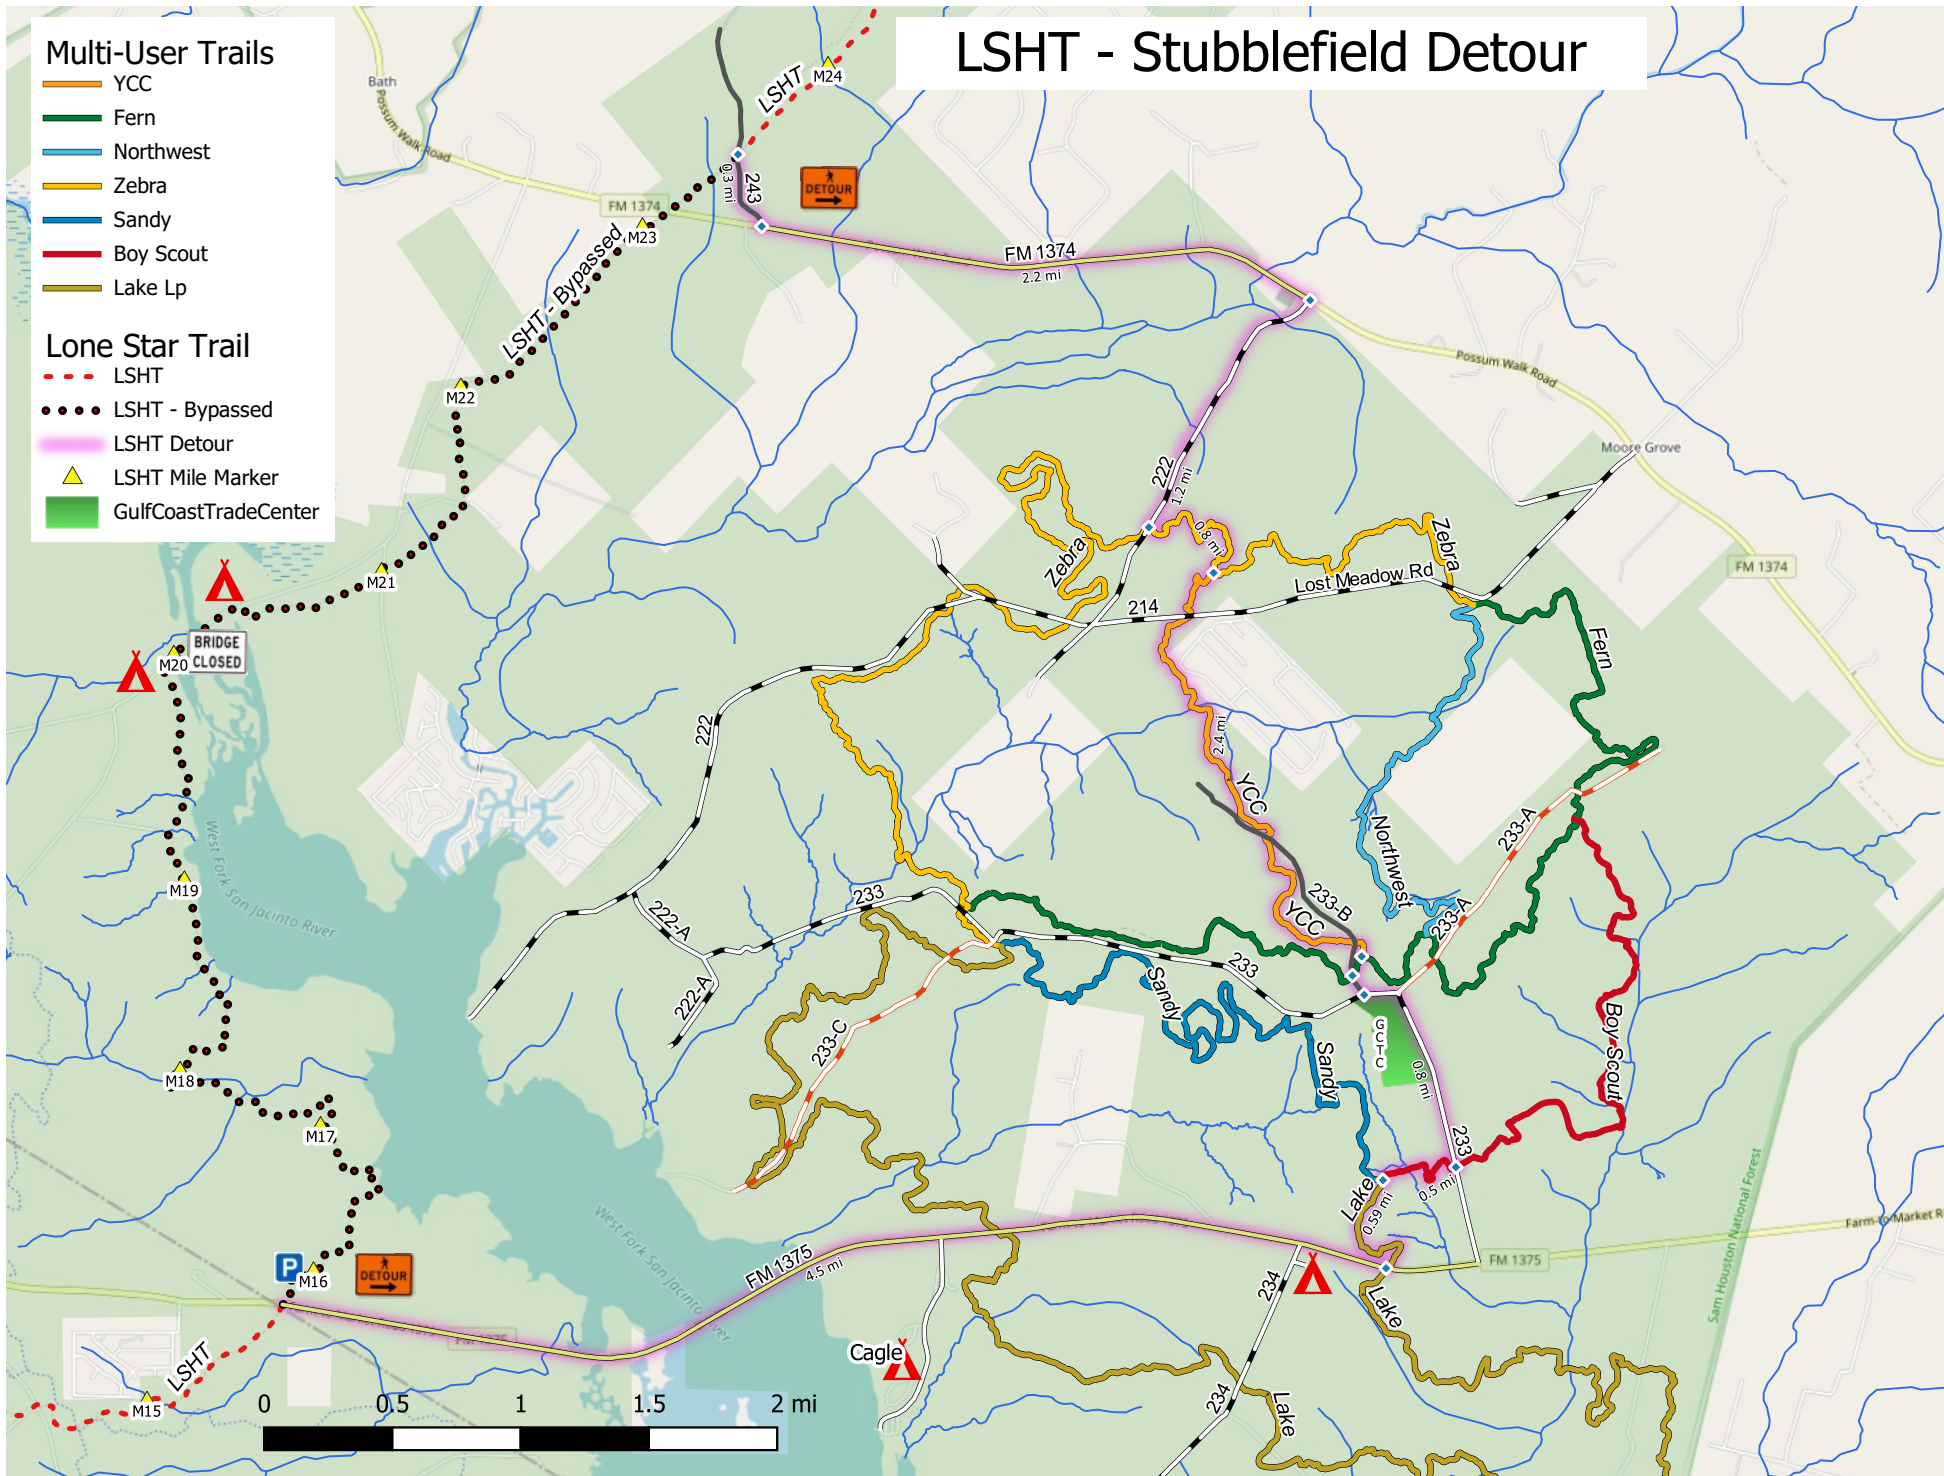 LSHT - Stubblefield Detour
Multi-User Trails
YCC
Fern
Northwest
Zebra
Sandy
Boy Scout
Lake Lp
Lone Star Trail
LSHT
LSHT - Bypassed
LSHT Detour
LSHT Mile Marker
GulfCoastTradeCenter
Bath
Possum Walk Road
LSHT
M24
FM 1374
M23
0.3 mi
243
DETOUR
LSHT - Bypassed
FM 1374
2.2 mi
M22
Possum Walk Road
Moore Grove
222
1.2 mi
Zebra
0.8 mi
Zebra
M21
FM 1374
Lost Meadow Rd
214
BRIDGE
CLOSED
M20
Fern
222
2.4 mi
YCC
Northwest
233-A
West Fork San Jacinto River
M19
222-A
233
233-B
YCC
233-A
233
222-A
Sandy
233-C
G
C
T
C
0.8 mi
Sandy
Boy Scout
M18
M17
233
0.5 mi
Lake
0.59 mi
Sam Houston National Forest
Farm-to Market R
West Fork San Jacinto River
FM 1375
4.5 mi
FM 1375
P
M16
DETOUR
234
Lake
FM 1375
LSHT
Cagle
M15
234
Lake
0 0.5 1 1.5 2 mi